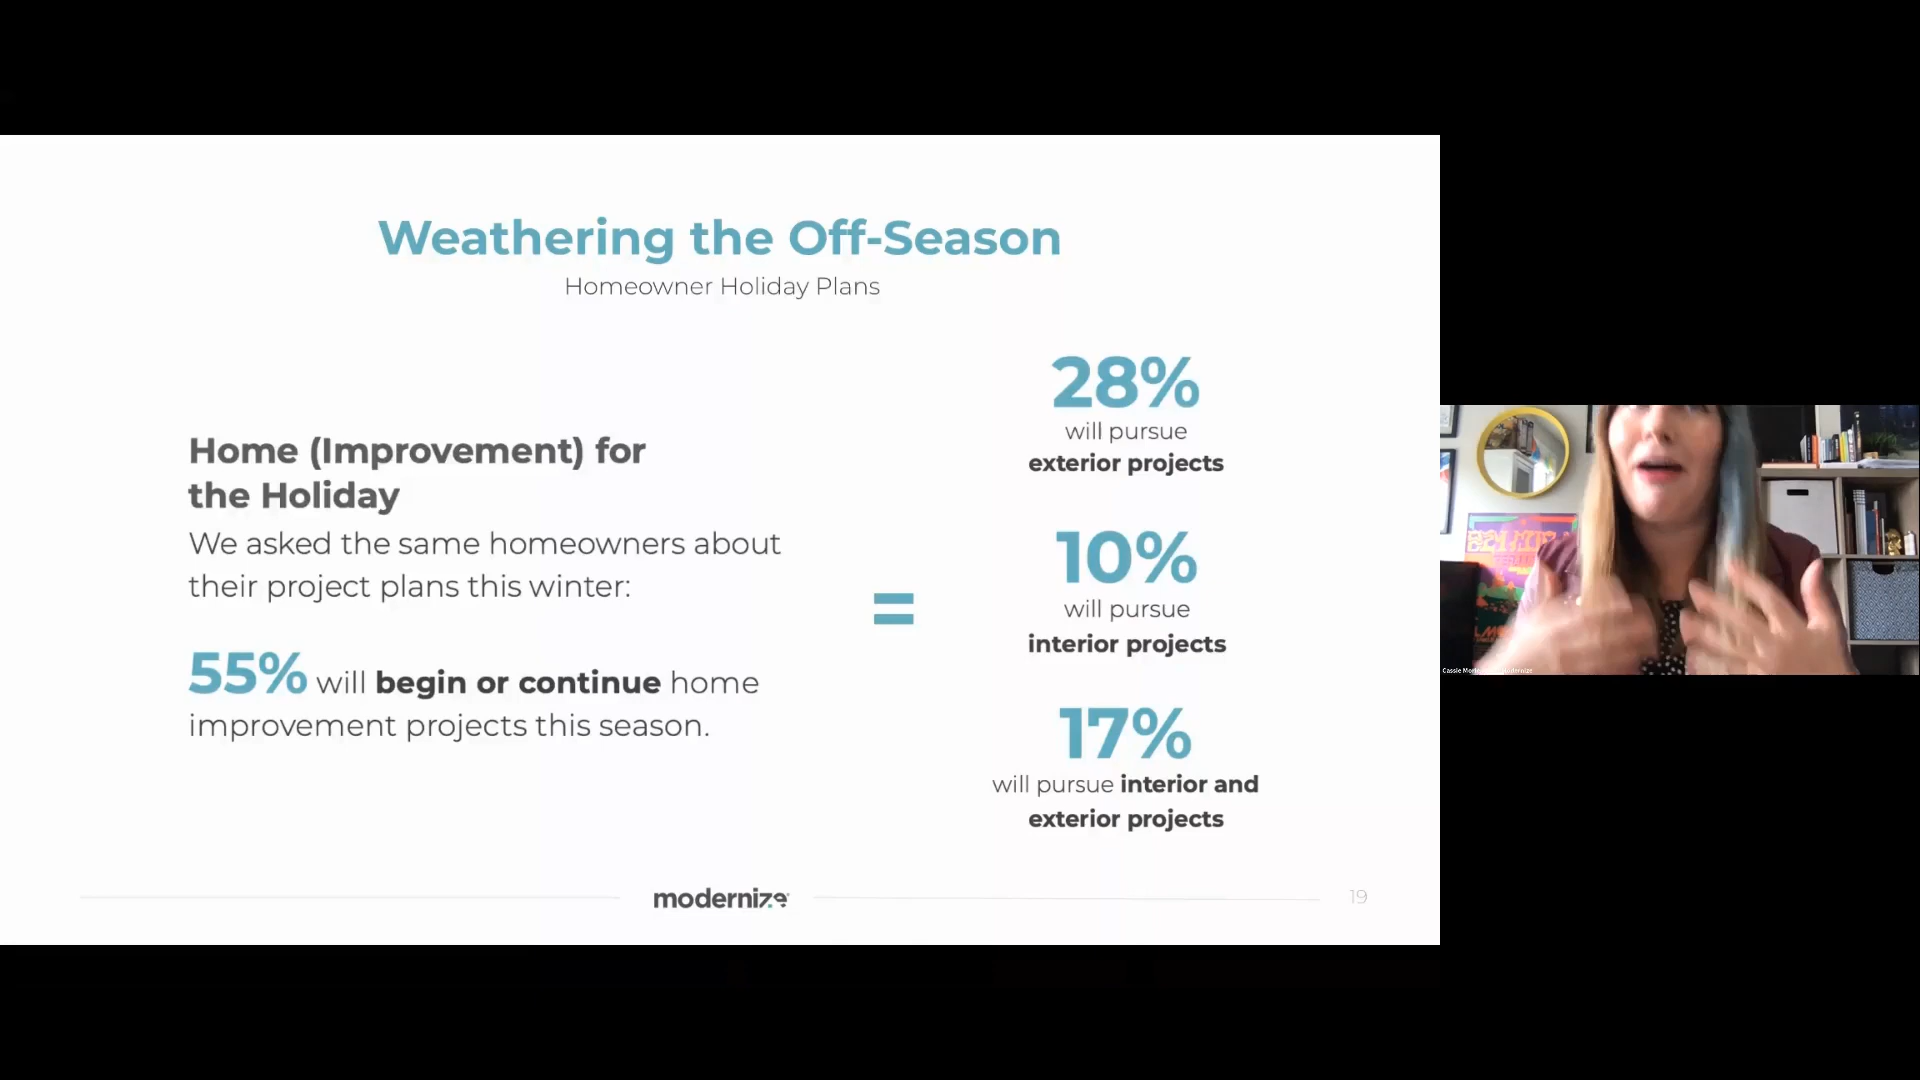 Weathering the Off-Season
Homeowner Holiday Plans
Home (Improvement) for
the Holiday
We asked the same homeowners about
their project plans this winter:
55% will begin or continue home
improvement projects this season.
=
28%
will pursue
exterior projects
10%
will pursue
interior projects
17%
will pursue interior and
exterior projects
modernize
19
Cassie